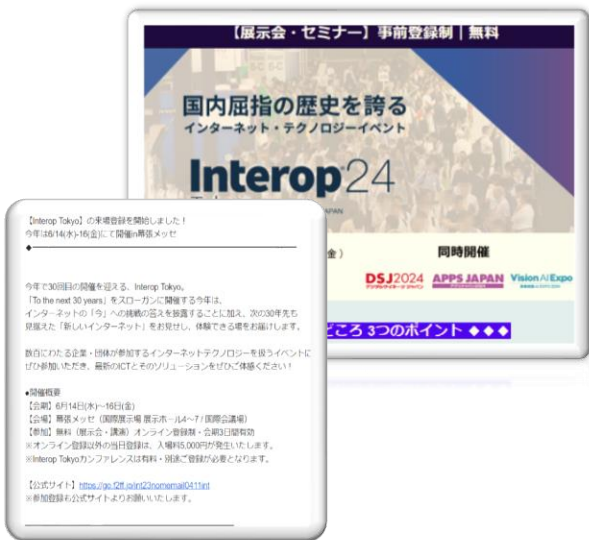 【展示会・セミナー】事前登録制｜無料
国内屈指の歴史を誇る
インターネット・テクノロジーイベント
Interop24
金）
同時開催
DSJ2024
デジタルサイネージ ジャパン
APPS JAPAN
Vision AI Expo
どころ 3つのポイント ◆ ◆ ◆
【Interop Tokyo】の来場登録を開始しました！
今年は6/14(水)-16(金)にて開催in幕張メッセ
今年で30回目の開催を迎える、Interop Tokyo。
「To the next 30 years」をスローガンに開催する今年は、
インターネットの「今」への挑戦の答えを披露することに加え、次の30年先も
見据えた「新しいインターネット」をお見せし、体験できる場をお届けします。
数百にわたる企業・団体が参加するインターネットテクノロジーを扱うイベントに
ぜひ参加いただき、最新のICTとそのソリューションをぜひご体感ください！
●開催概要
【会期】6月14日(水)～16日(金)
【会場】幕張メッセ（国際展示場 展示ホール4～7 / 国際会議場）
【参加】無料（展示会・講演）オンライン登録制・会期3日間有効
※オンライン登録以外の当日登録は、入場料5,000円が発生いたします。
※Interop Tokyoカンファレンスは有料・別途ご登録が必要となります。
【公式サイト】https://go.f2ff.jp/int23nomemail0411int
※参加登録も公式サイトよりお願いいたします。